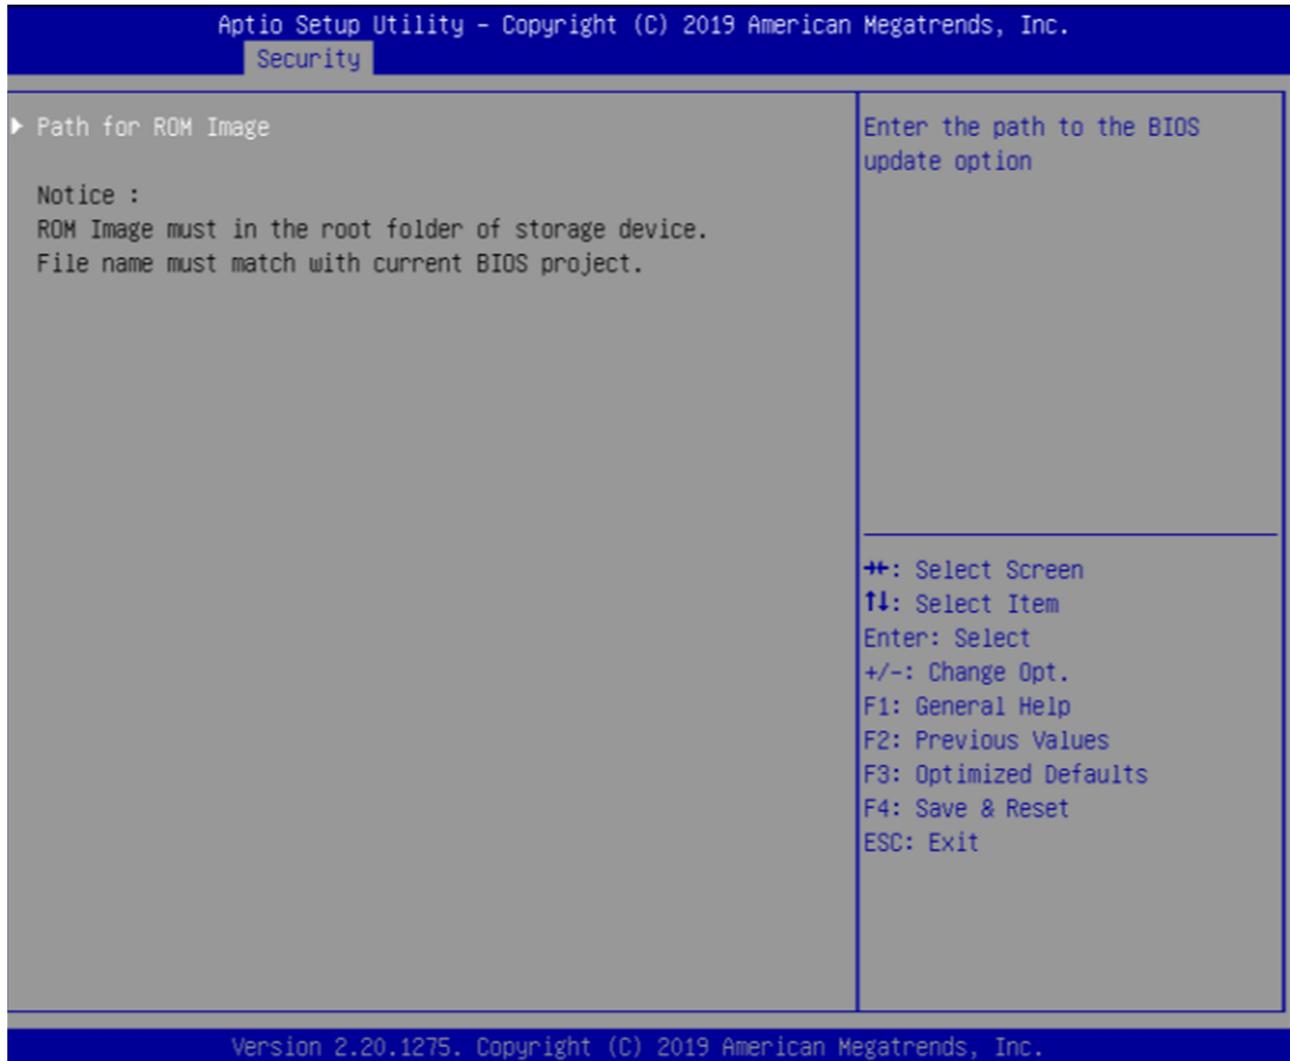 Aptio Setup Utility – Copyright (C) 2019 American Megatrends, Inc.
Security
Path for ROM Image
Notice :
ROM Image must in the root folder of storage device.
File name must match with current BIOS project.
Enter the path to the BIOS
update option
→←: Select Screen
↑↓: Select Item
Enter: Select
+/-: Change Opt.
F1: General Help
F2: Previous Values
F3: Optimized Defaults
F4: Save & Reset
ESC: Exit
Version 2.20.1275. Copyright (C) 2019 American Megatrends, Inc.